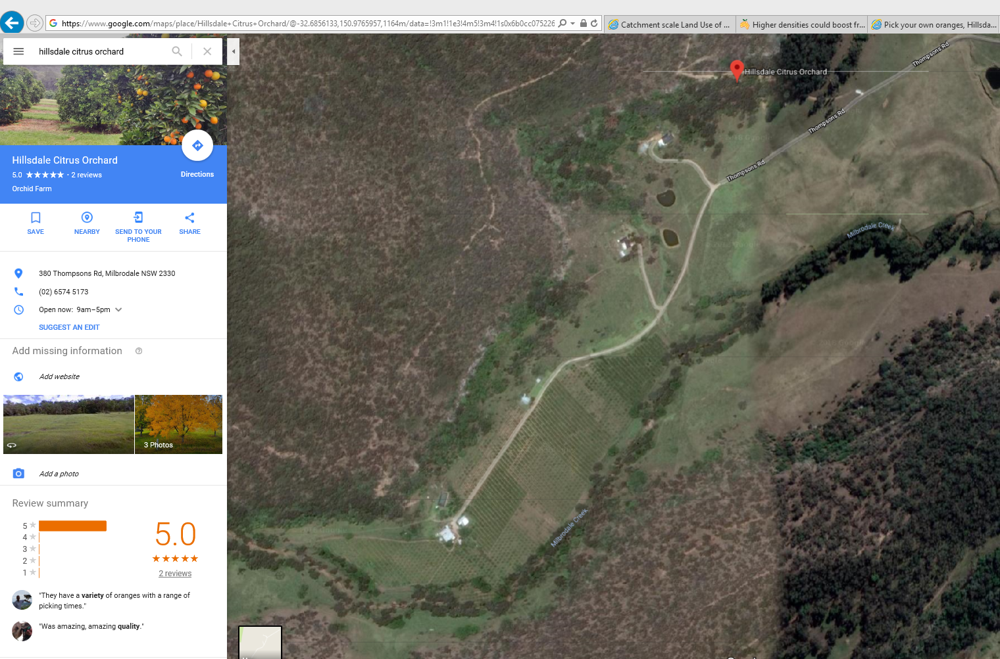 https://www.google.com/maps/place/Hillsdale+Citrus+Orchard/@-32.6856133,150.9765957,1164m/data=!3m1!1e3!4m5!3m4!1s0x6b0cc075226
Catchment scale Land Use of ...
Higher densities could boost fr...
Pick your own oranges, Hillsda...
hillsdale citrus orchard
Hillsdale Citrus Orchard
5.0 ★★★★★ · 2 reviews
Orchid Farm
Directions
SAVE
NEARBY
SEND TO YOUR
PHONE
SHARE
380 Thompsons Rd, Milbrodale NSW 2330
(02) 6574 5173
Open now: 9am–5pm
SUGGEST AN EDIT
Add missing information
Add website
3 Photos
Add a photo
Review summary
5 ★
4 ★
3 ★
2 ★
1 ★
5.0
★★★★★
2 reviews
"They have a variety of oranges with a range of
picking times."
"Was amazing, amazing quality."
Hillsdale Citrus Orchard
Thompsons Rd
Thompsons Rd
Thompsons Rd
Milbrodale Creek
Milbrodale Creek